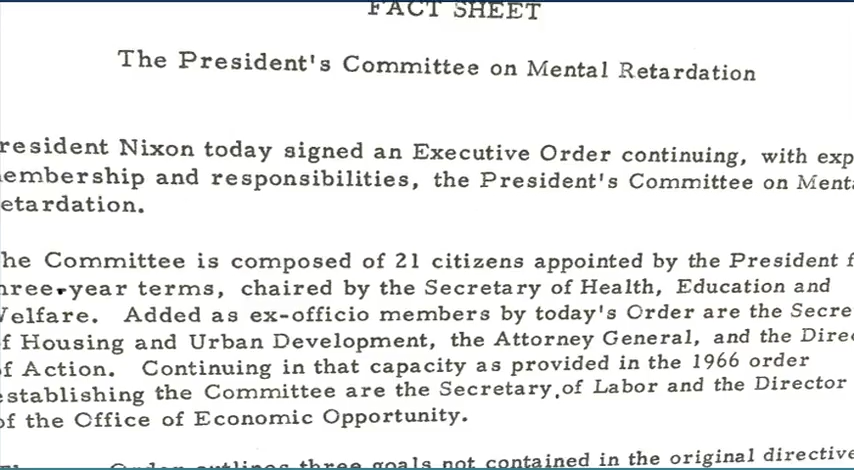 FACT SHEET
The President's Committee on Mental Retardation
resident Nixon today signed an Executive Order continuing, with exp
embership and responsibilities, the President's Committee on Ment
etardation.
he Committee is composed of 21 citizens appointed by the President f
hree-year terms, chaired by the Secretary of Health, Education and
Welfare. Added as ex-officio members by today's Order are the Secre
f Housing and Urban Development, the Attorney General, and the Direc
f Action. Continuing in that capacity as provided in the 1966 order
establishing the Committee are the Secretary of Labor and the Director
of the Office of Economic Opportunity.
Order outlines three goals not contained in the original directive